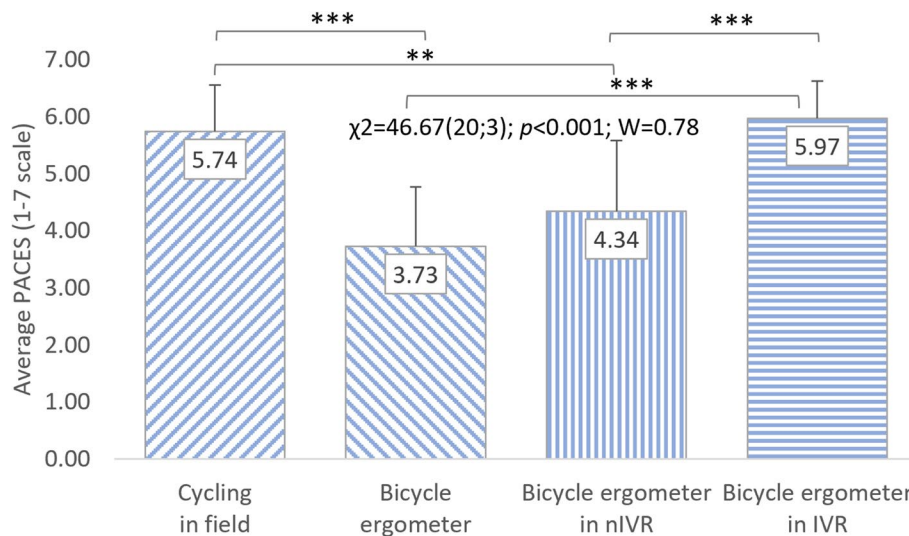 ***
***
**
***
χ2=46.67(20;3); p<0.001; W=0.78
Average PACES (1-7 scale)
7.00
6.00
5.00
4.00
3.00
2.00
1.00
0.00
5.74
3.73
4.34
5.97
Cycling
in field
Bicycle
ergometer
Bicycle ergometer
in nIVR
Bicycle ergometer
in IVR